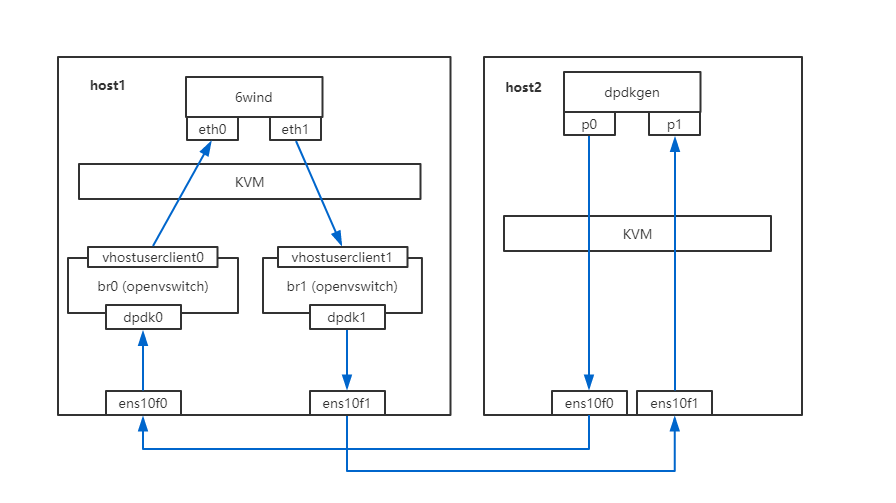 host1
6wind
eth0
eth1
KVM
vhostuserclient0
br0 (openvswitch)
dpdk0
vhostuserclient1
br1 (openvswitch)
dpdk1
ens10f0
ens10f1
host2
dpdkgen
p0
p1
KVM
ens10f0
ens10f1